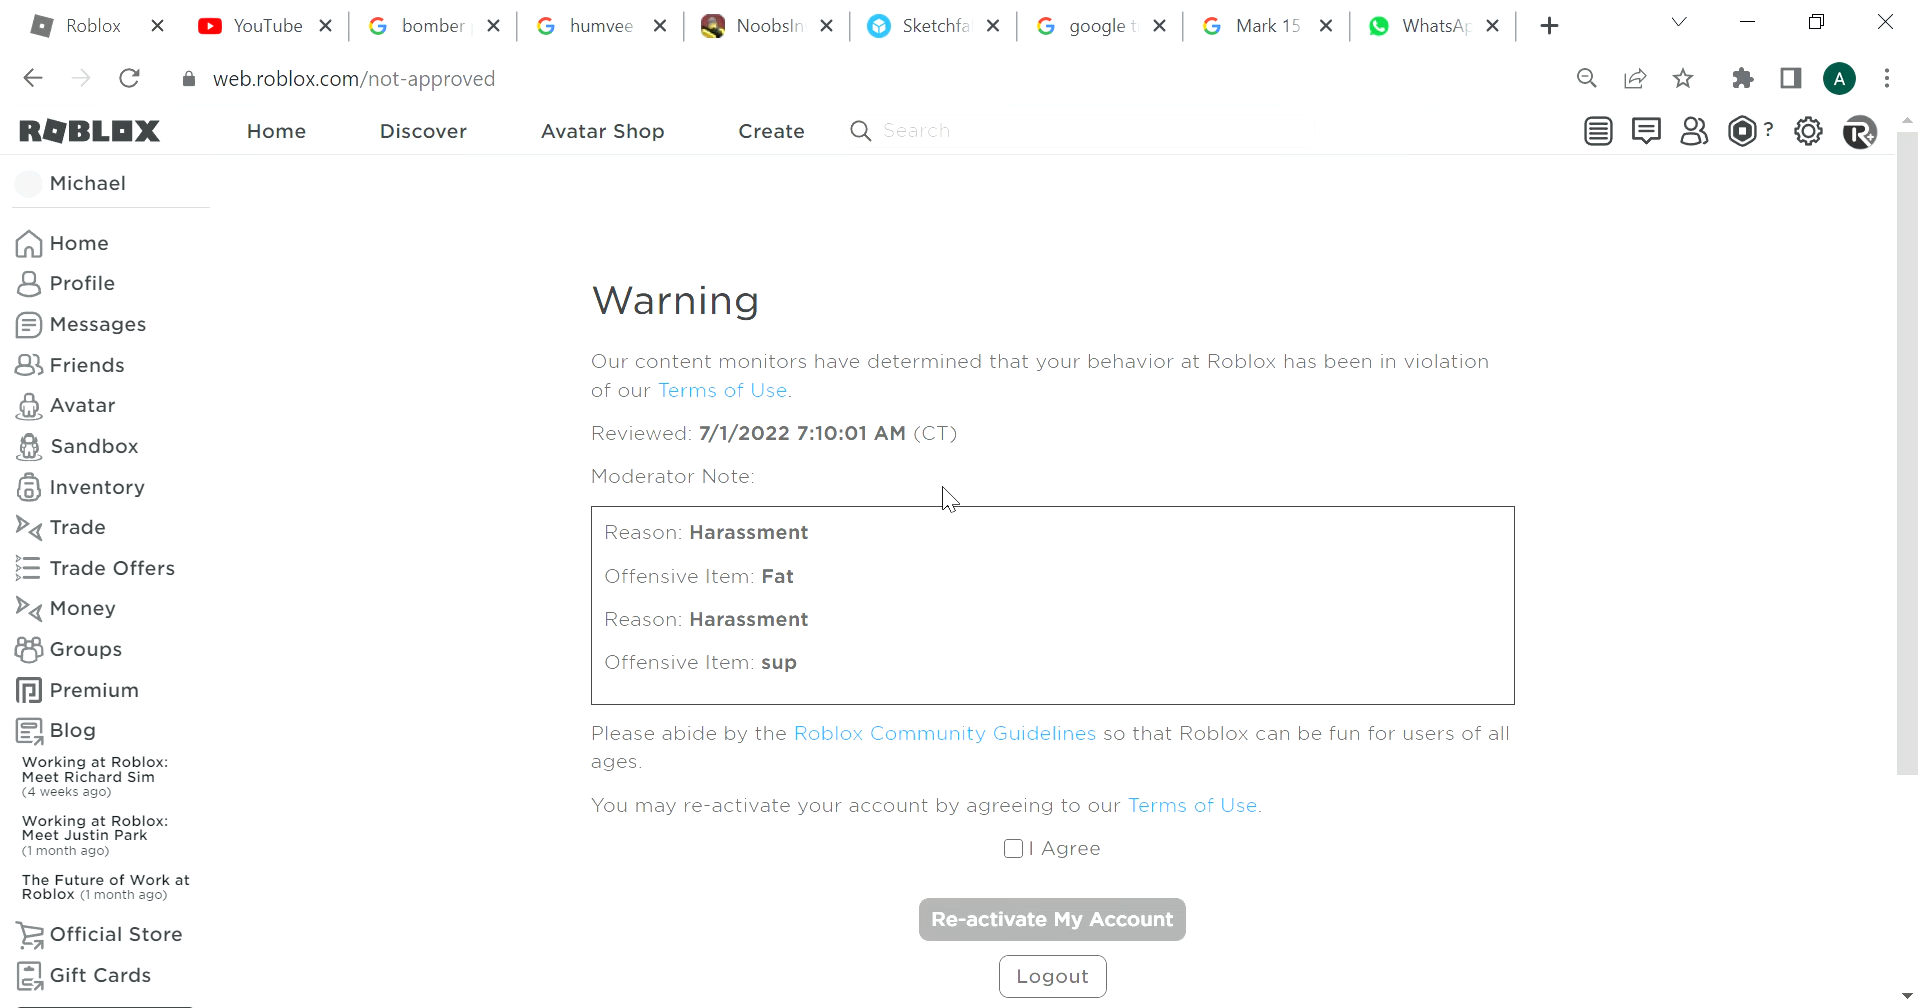 Roblox YouTube bomber humvee NoobsIn Sketchfa google t Mark 15 WhatsAp
web.roblox.com/not-approved A
ROBLOX Home Discover Avatar Shop Create Search ?
Michael
Home
Profile
Messages
Friends
Avatar
Sandbox
Inventory
Trade
Trade Offers
Money
Groups
Premium
Blog
Working at Roblox:
Meet Richard Sim
(4 weeks ago)
Working at Roblox:
Meet Justin Park
(1 month ago)
The Future of Work at
Roblox (1 month ago)
Official Store
Gift Cards
Warning
Our content monitors have determined that your behavior at Roblox has been in violation
of our Terms of Use.
Reviewed: 7/1/2022 7:10:01 AM (CT)
Moderator Note:
Reason: Harassment
Offensive Item: Fat
Reason: Harassment
Offensive Item: sup
Please abide by the Roblox Community Guidelines so that Roblox can be fun for users of all
ages.
You may re-activate your account by agreeing to our Terms of Use.
I Agree
Re-activate My Account
Logout